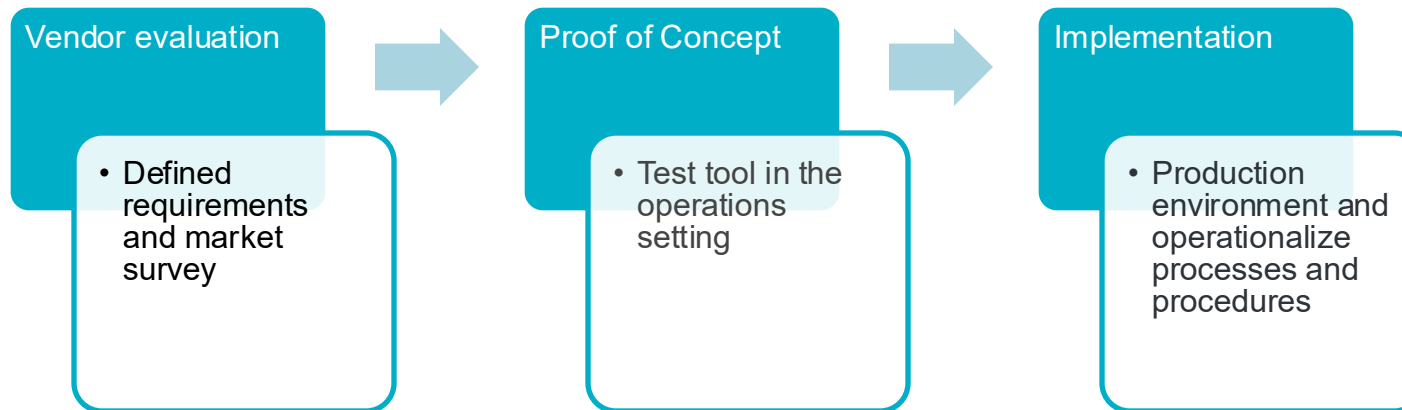 Vendor evaluation
• Defined
requirements
and market
survey
Proof of Concept
• Test tool in the
operations
setting
Implementation
• Production
environment and
operationalize
processes and
procedures